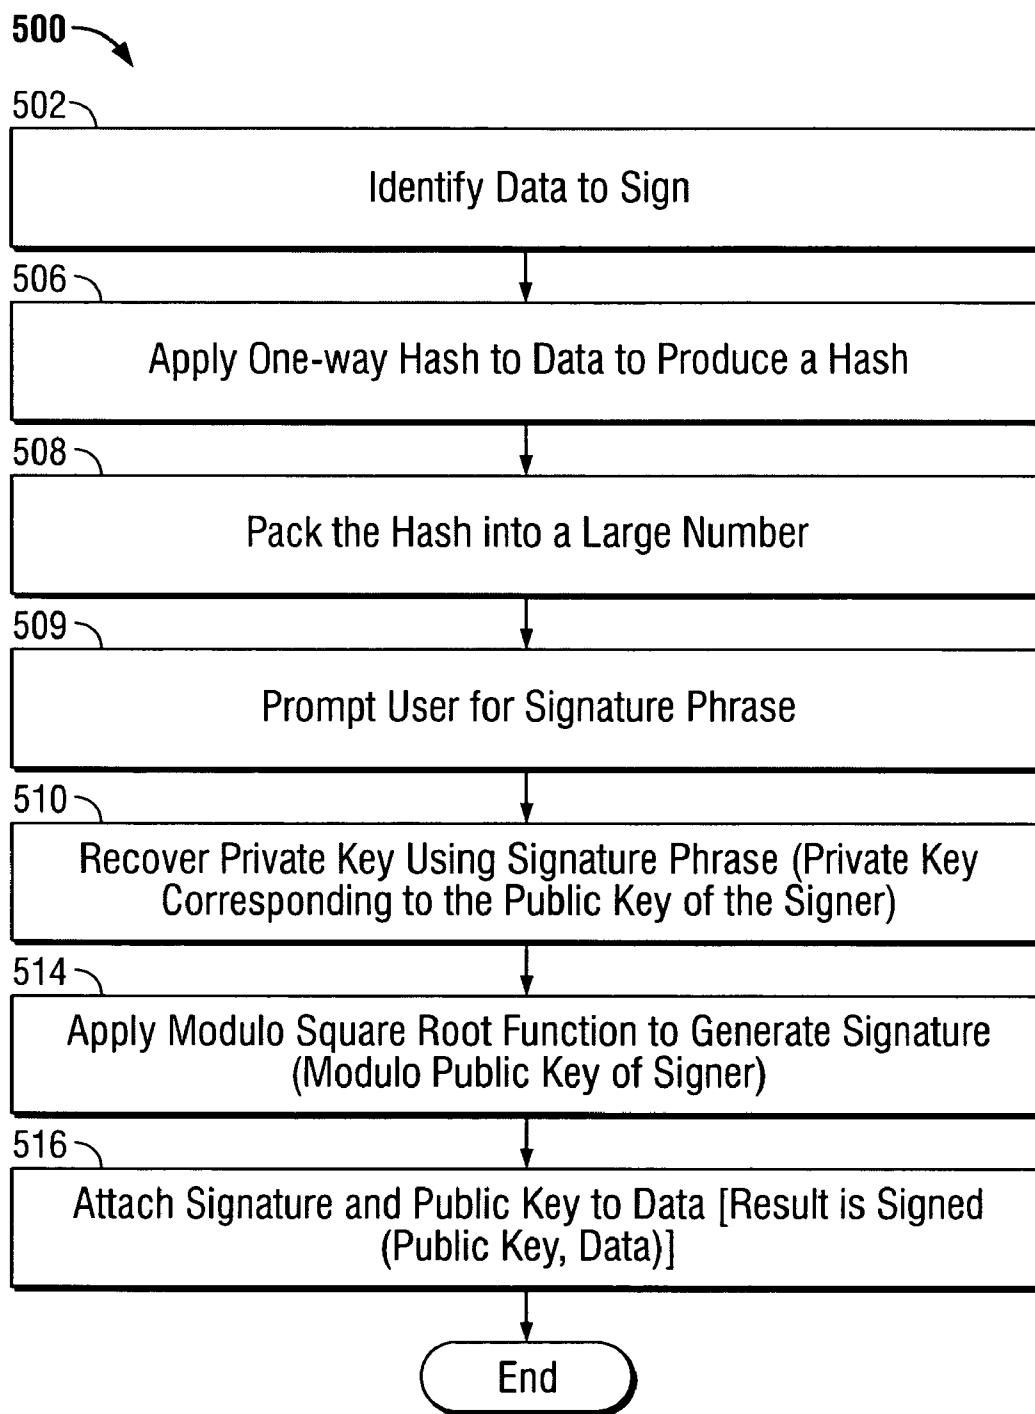 500
502
Identify Data to Sign
506
Apply One-way Hash to Data to Produce a Hash
508
Pack the Hash into a Large Number
509
Prompt User for Signature Phrase
510
Recover Private Key Using Signature Phrase (Private Key
Corresponding to the Public Key of the Signer)
514
Apply Modulo Square Root Function to Generate Signature
(Modulo Public Key of Signer)
516
Attach Signature and Public Key to Data [Result is Signed
(Public Key, Data)]
End